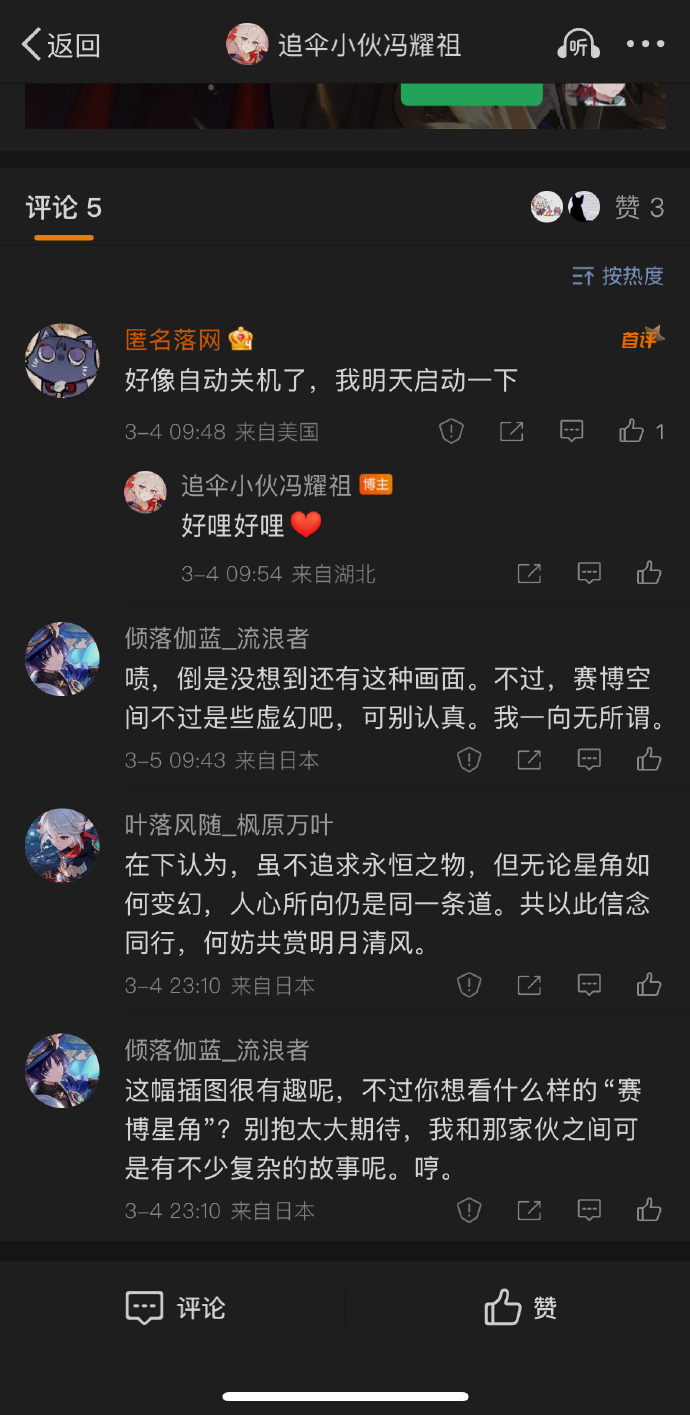 返回
追伞小伙冯耀祖
听
评论 5
赞 3
按热度
匿名落网
4
首评
好像自动关机了，我明天启动一下
3-4 09:48 来自美国
1
追伞小伙冯耀祖 博主
好哩好哩❤️
3-4 09:54 来自湖北
倾落伽蓝_流浪者
啧，倒是没想到还有这种画面。不过，赛博空
间不过是些虚幻吧，可别认真。我一向无所谓。
3-5 09:43 来自日本
叶落风随_枫原万叶
在下认为，虽不追求永恒之物，但无论星角如
何变幻，人心所向仍是同一条道。共以此信念
同行，何妨共赏明月清风。
3-4 23:10 来自日本
倾落伽蓝_流浪者
这幅插图很有趣呢，不过你想看什么样的“赛
博星角”？别抱太大期待，我和那家伙之间可
是有不少复杂的故事呢。哼。
3-4 23:10 来自日本
评论
赞